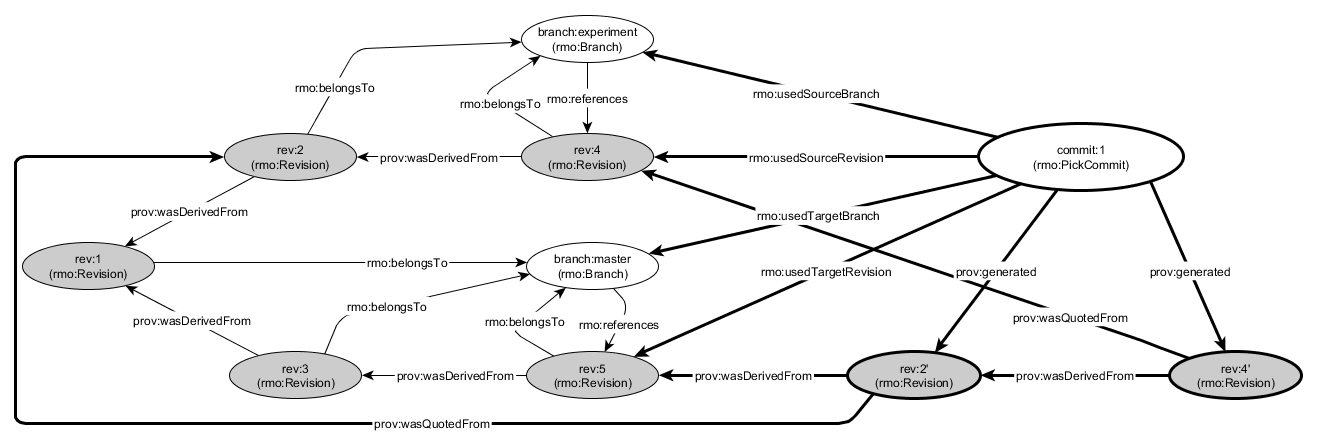 branch:experiment
(rmo:Branch)
rmo:belongsTo
rmo:belongsTo
rmo:references
rmo:usedSourceBranch
rev:2
(rmo:Revision)
prov:wasDerivedFrom
rev:4
(rmo:Revision)
rmo:usedSourceRevision
commit:1
(rmo:PickCommit)
prov:wasDerivedFrom
rmo:usedTargetBranch
rev:1
(rmo:Revision)
rmo:belongsTo
branch:master
(rmo:Branch)
rmo:usedTargetRevision
prov:generated
prov:generated
rmo:belongsTo
prov:wasDerivedFrom
rmo:belongsTo
rmo:references
prov:wasQuotedFrom
rev:3
(rmo:Revision)
prov:wasDerivedFrom
rev:5
(rmo:Revision)
prov:wasDerivedFrom
rev:2'
(rmo:Revision)
prov:wasDerivedFrom
rev:4'
(rmo:Revision)
prov:wasQuotedFrom